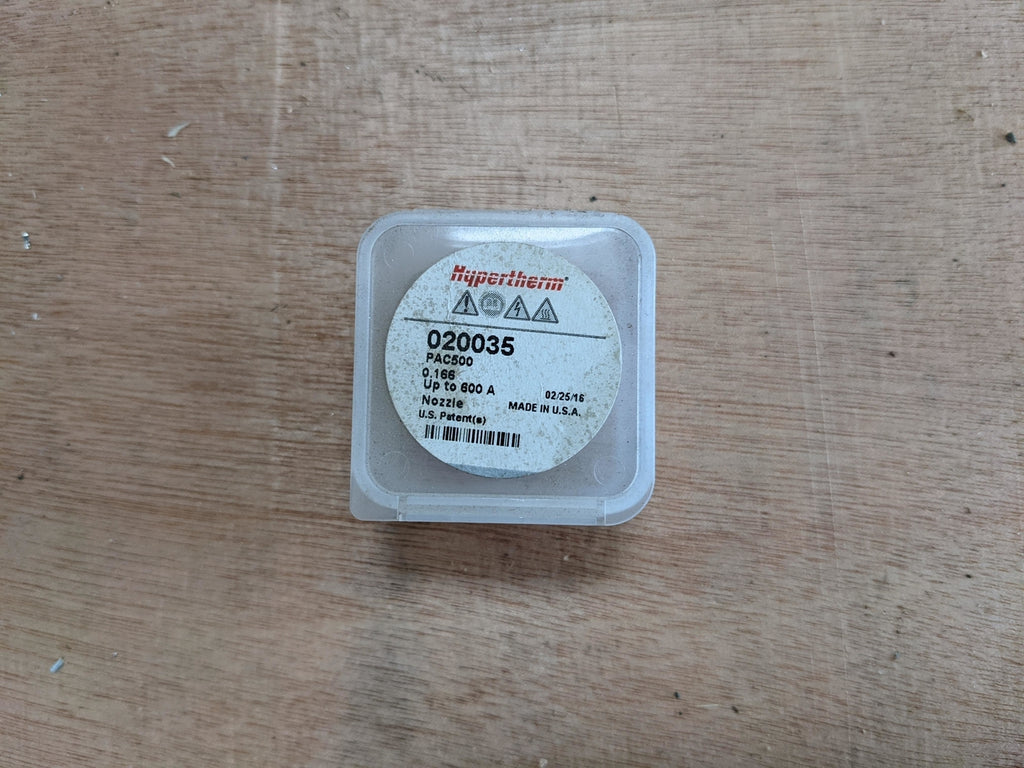 Hypertherm®
020035
PAC500
0.166
Up to 600 A
02/25/16
Nozzle
MADE IN U.S.A.
U.S. Patent(s)